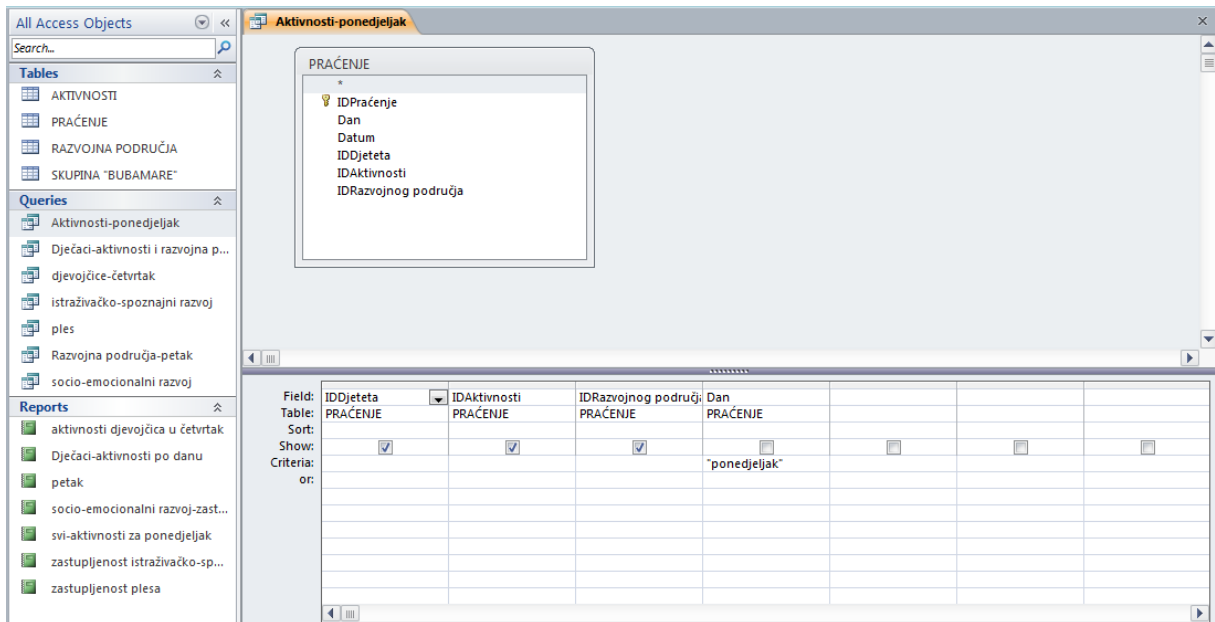 All Access Objects
Search...
Tables
AKTIVNOSTI
PRAĆENJE
RAZVOJNA PODRUČJA
SKUPINA "BUBAMARE"
Queries
Aktivnosti-ponedjeljak
Dječaci-aktivnosti i razvojna p...
djevojčice-četvrtak
istraživačko-spoznajni razvoj
ples
Razvojna područja-petak
socio-emocionalni razvoj
Reports
aktivnosti djevojčica u četvrtak
Dječaci-aktivnosti po danu
petak
socio-emocionalni razvoj-zast...
svi-aktivnosti za ponedjeljak
zastupljenost istraživačko-sp...
zastupljenost plesa
Aktivnosti-ponedjeljak
PRAĆENJE
*
IDPraćenje
Dan
Datum
IDDjeteta
IDAktivnosti
IDRazvojnog područja
Field: IDDjeteta IDAktivnosti IDRazvojnog područj Dan
Table: PRAĆENJE PRAĆENJE PRAĆENJE PRAĆENJE
Sort:
Show:
Criteria: "ponedjeljak"
or: